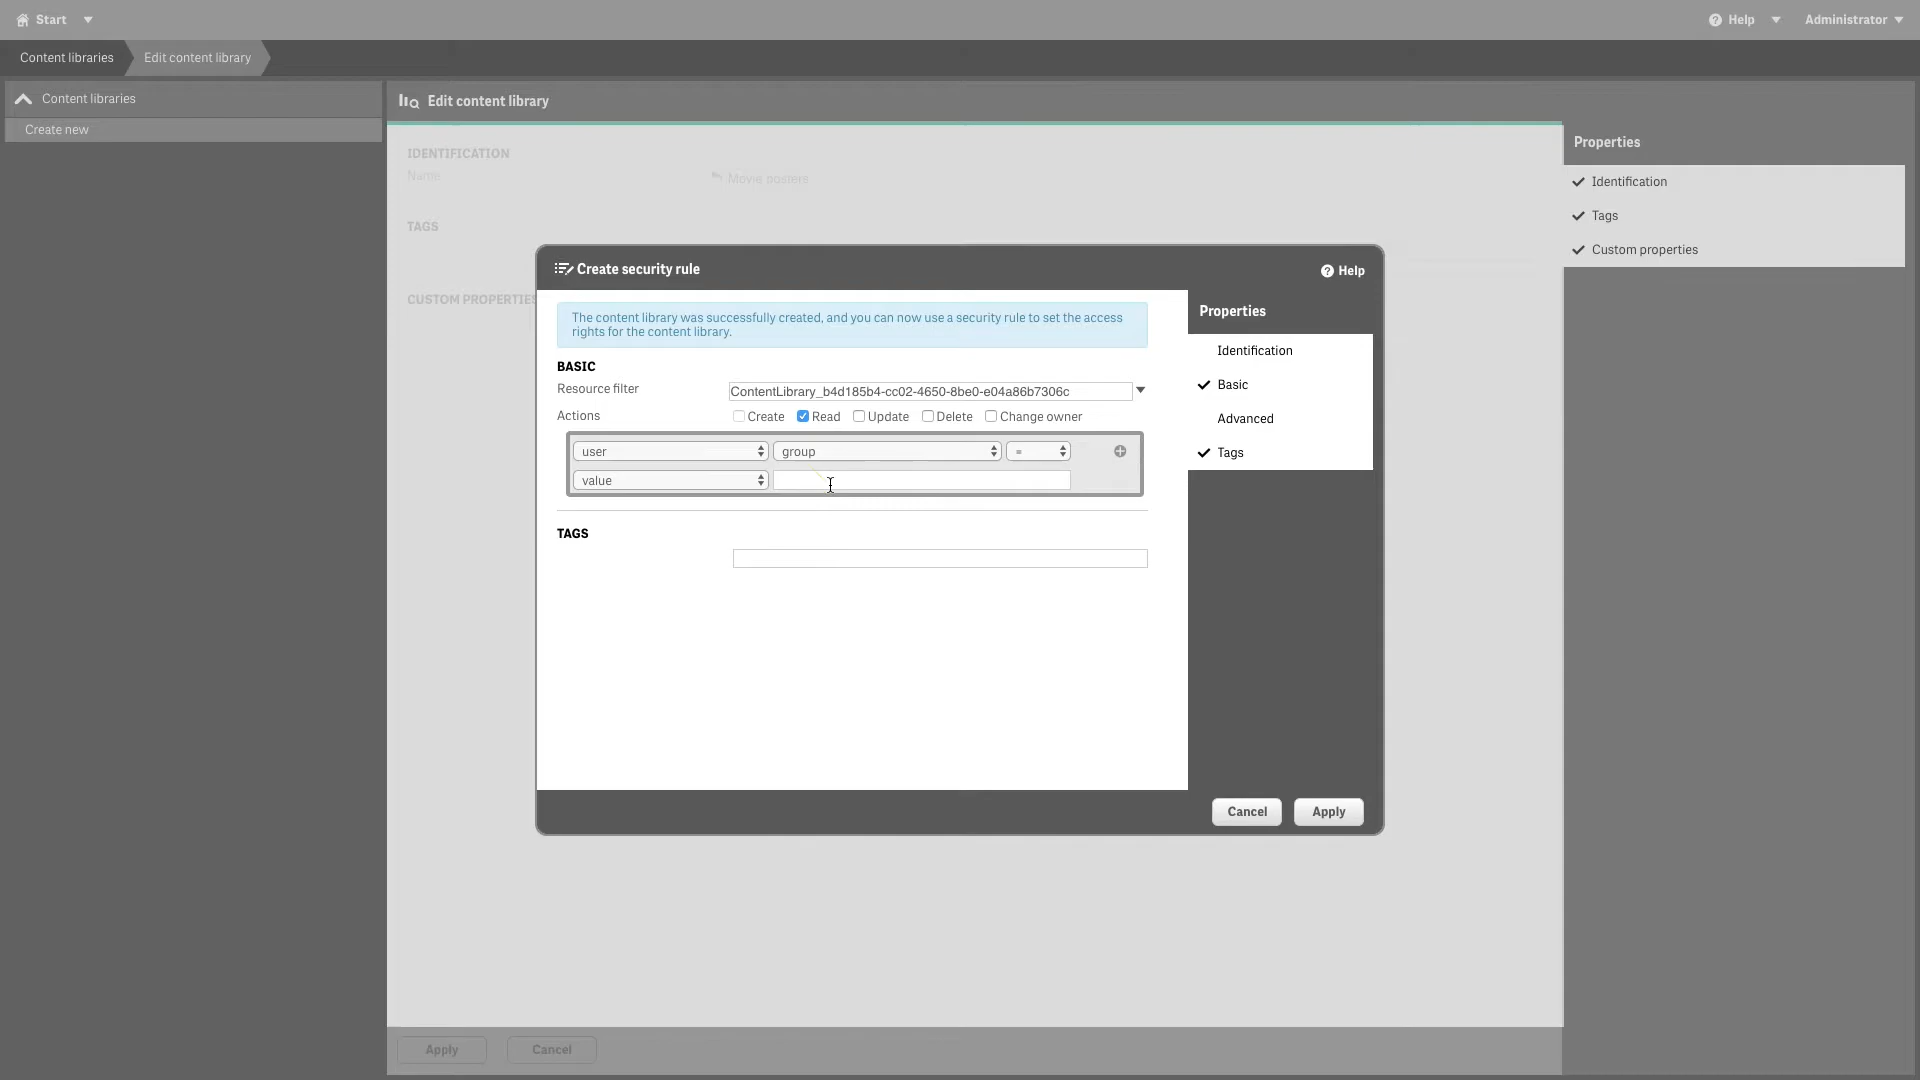 Start
Help
Administrator
Content libraries
Edit content library
Content libraries
Create new
Edit content library
IDENTIFICATION
Name
Movie posters
TAGS
CUSTOM PROPERTIES
Properties
Identification
Tags
Custom properties
Create security rule
Help
The content library was successfully created, and you can now use a security rule to set the access
rights for the content library.
BASIC
Resource filter
ContentLibrary_b4d185b4-cc02-4650-8be0-e04a86b7306c
Actions
Create
Read
Update
Delete
Change owner
user
group
=
value
TAGS
Properties
Identification
Basic
Advanced
Tags
Cancel
Apply
Apply
Cancel